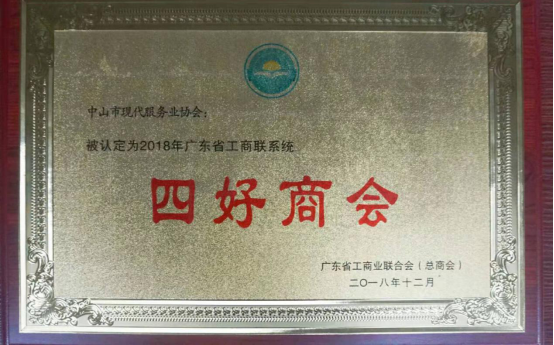 中山市现代服务业协会：
被认定为2018年广东省工商联系统
四好商会
广东省工商业联合会（总商会）
二〇一八年十二月